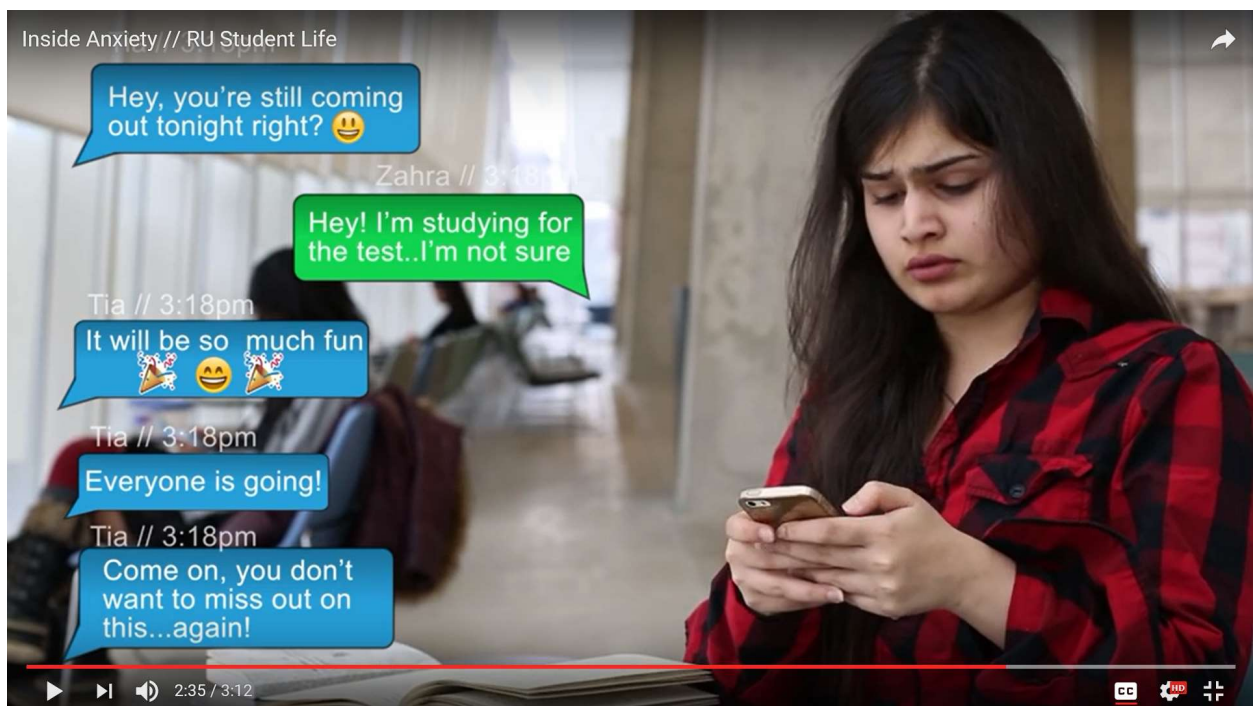 Inside Anxiety // RU Student Life
Hey, you're still coming
out tonight right? 😃
Zahra // 3:18pm
Hey! I'm studying for
the test..I'm not sure
Tia // 3:18pm
It will be so much fun
🎉 😄 🎉
Tia // 3:18pm
Everyone is going!
Tia // 3:18pm
Come on, you don't
want to miss out on
this...again!
2:35 / 3:12
CC
HD